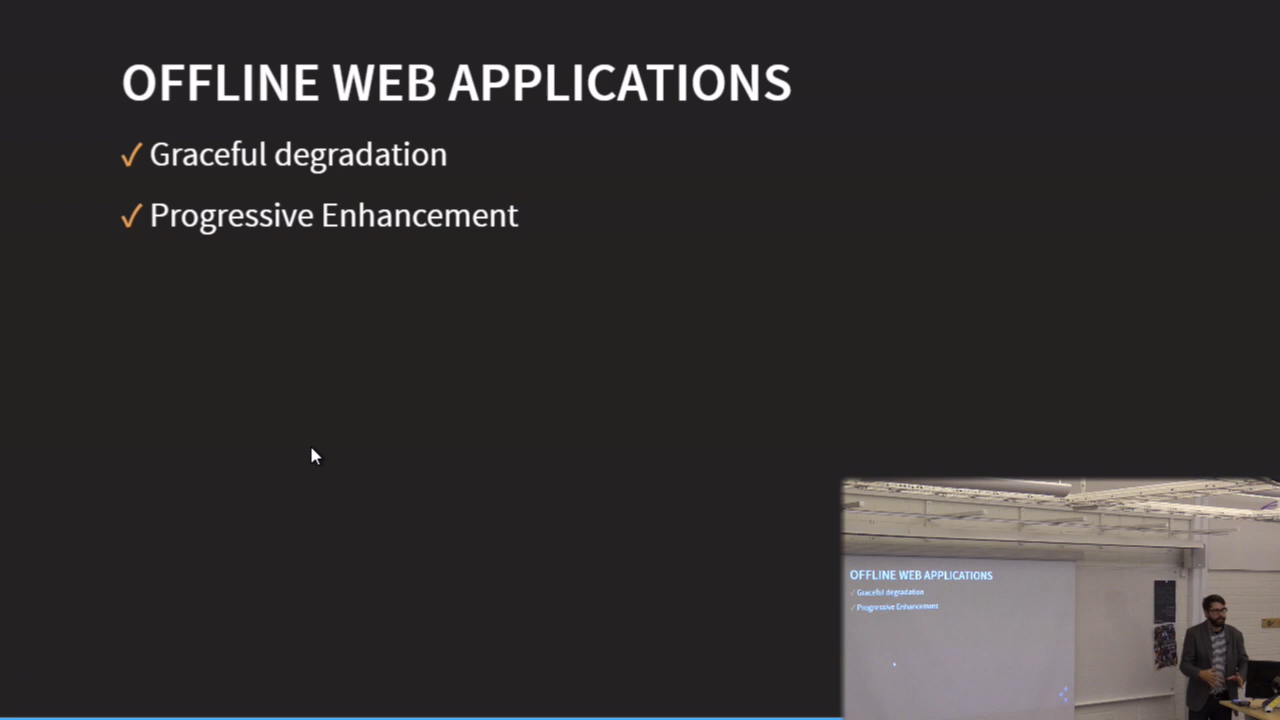 OFFLINE WEB APPLICATIONS
✓ Graceful degradation
✓ Progressive Enhancement
OFFLINE WEB APPLICATIONS
✓ Graceful degradation
✓ Progressive Enhancement